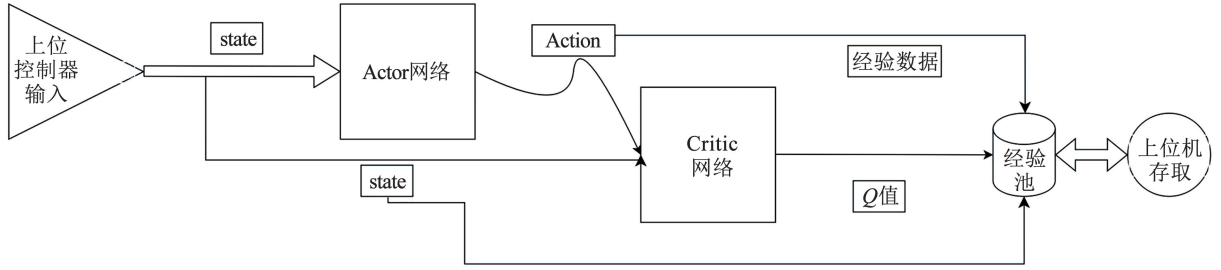 上位
控制器
输入
state
Actor网络
Action
经验数据
state
Critic
网络
Q值
经验
池
上位机
存取